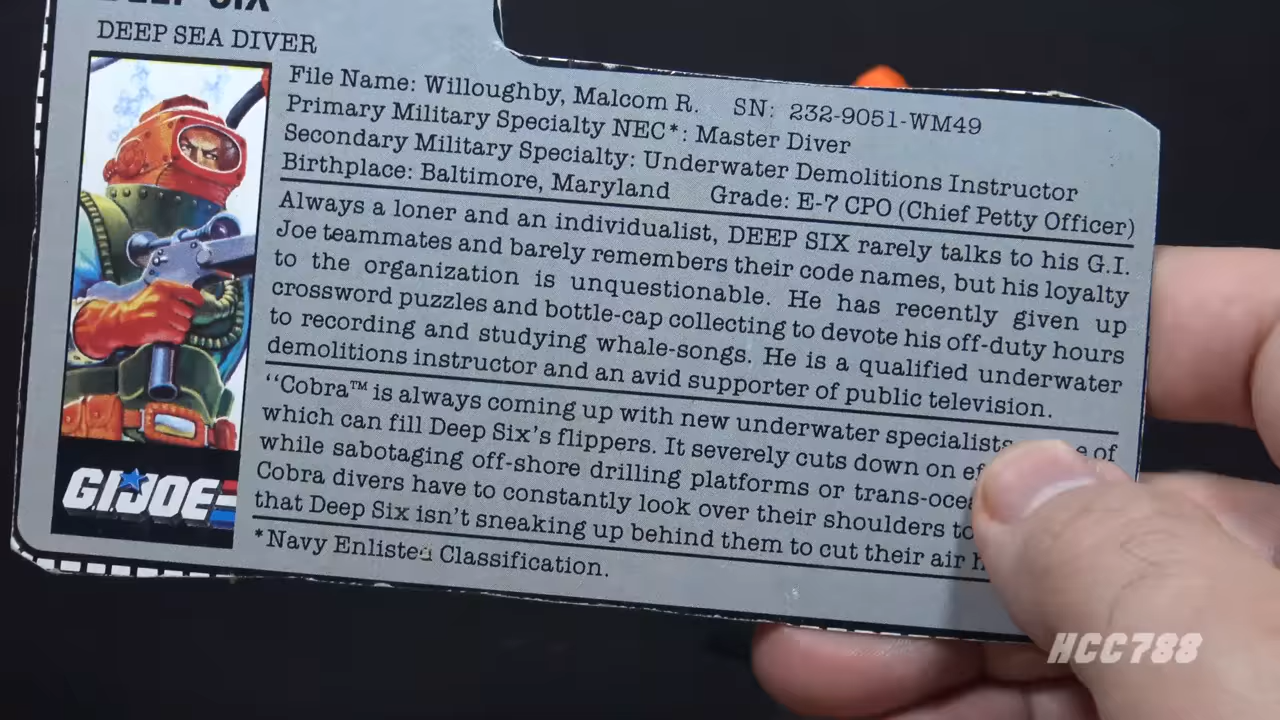 DEEP SIX
DEEP SEA DIVER
File Name: Willoughby, Malcom R. SN: 232-9051-WM49
Primary Military Specialty NEC*: Master Diver
Secondary Military Specialty: Underwater Demolitions Instructor
Birthplace: Baltimore, Maryland Grade: E-7 CPO (Chief Petty Officer)
Always a loner and an individualist, DEEP SIX rarely talks to his G.I.
Joe teammates and barely remembers their code names, but his loyalty
to the organization is unquestionable. He has recently given up
crossword puzzles and bottle-cap collecting to devote his off-duty hours
to recording and studying whale-songs. He is a qualified underwater
demolitions instructor and an avid supporter of public television.
"Cobra™ is always coming up with new underwater specialists of
which can fill Deep Six's flippers. It severely cuts down on
while sabotaging off-shore drilling platforms or
Cobra divers have to constantly look over their shoulders to
that Deep Six isn't sneaking up behind them to cut their air
*Navy Enlisted Classification.
G.I. JOE
HCC788